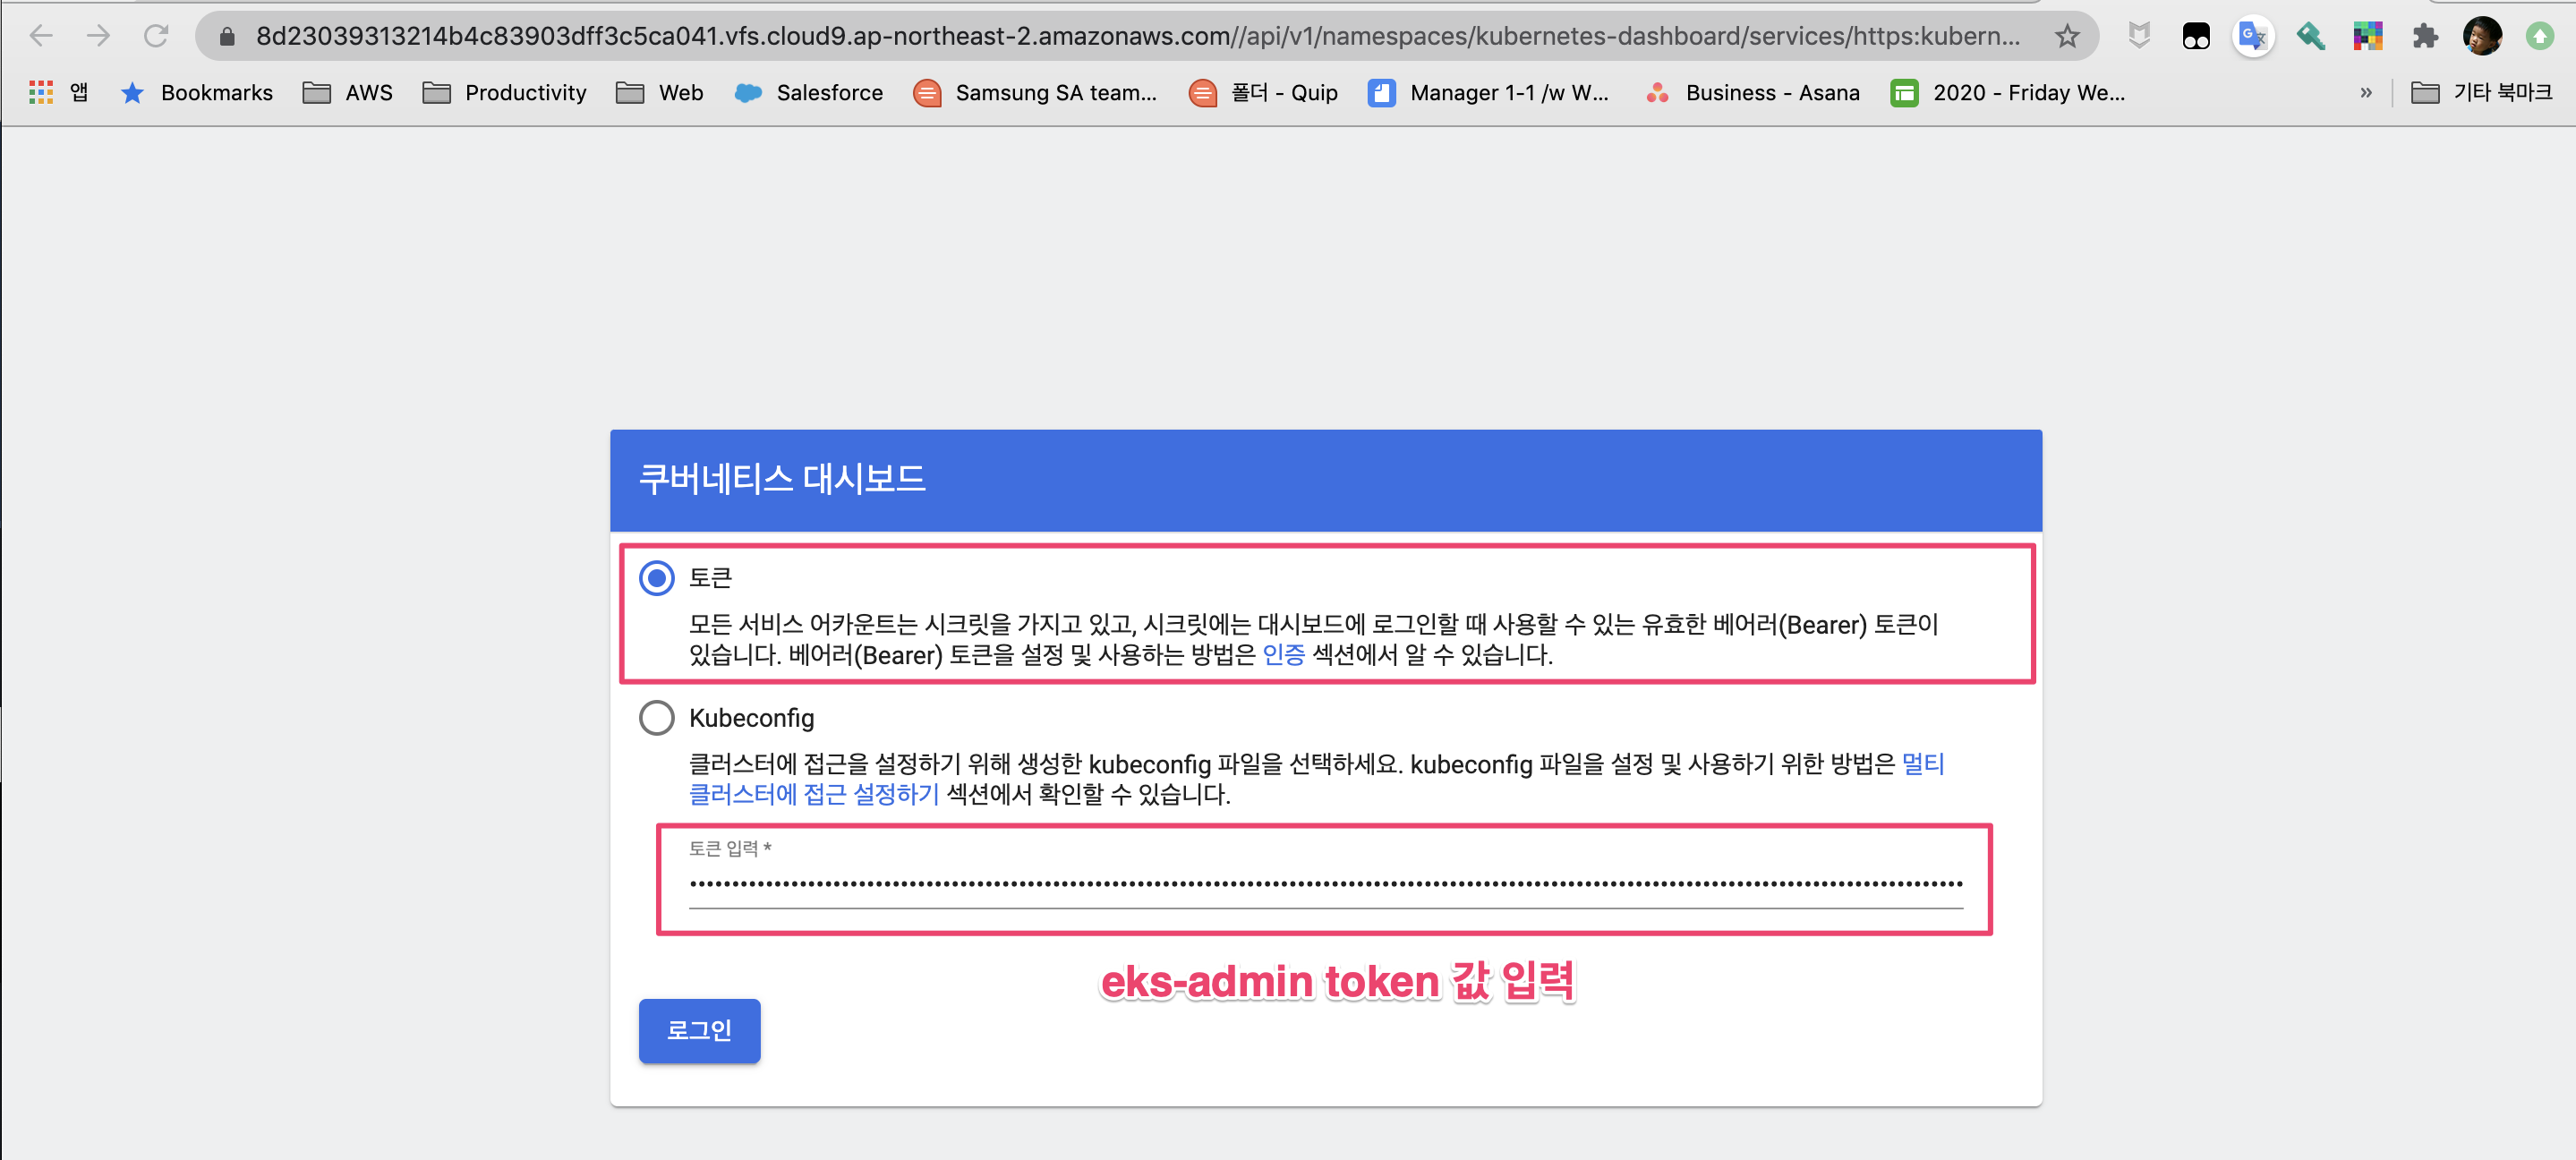 8d23039313214b4c83903dff3c5ca041.vfs.cloud9.ap-northeast-2.amazonaws.com//api/v1/namespaces/kubernetes-dashboard/services/https:kubern...
앱 Bookmarks AWS Productivity Web Salesforce Samsung SA team... 폴더 - Quip Manager 1-1 /w W... Business - Asana 2020 - Friday We... » 기타 북마크
쿠버네티스 대시보드
토큰
모든 서비스 어카운트는 시크릿을 가지고 있고, 시크릿에는 대시보드에 로그인할 때 사용할 수 있는 유효한 베어러(Bearer) 토큰이
있습니다. 베어러(Bearer) 토큰을 설정 및 사용하는 방법은 인증 섹션에서 알 수 있습니다.
Kubeconfig
클러스터에 접근을 설정하기 위해 생성한 kubeconfig 파일을 선택하세요. kubeconfig 파일을 설정 및 사용하기 위한 방법은 멀티
클러스터에 접근 설정하기 섹션에서 확인할 수 있습니다.
토큰 입력 *
eks-admin token 값 입력
로그인